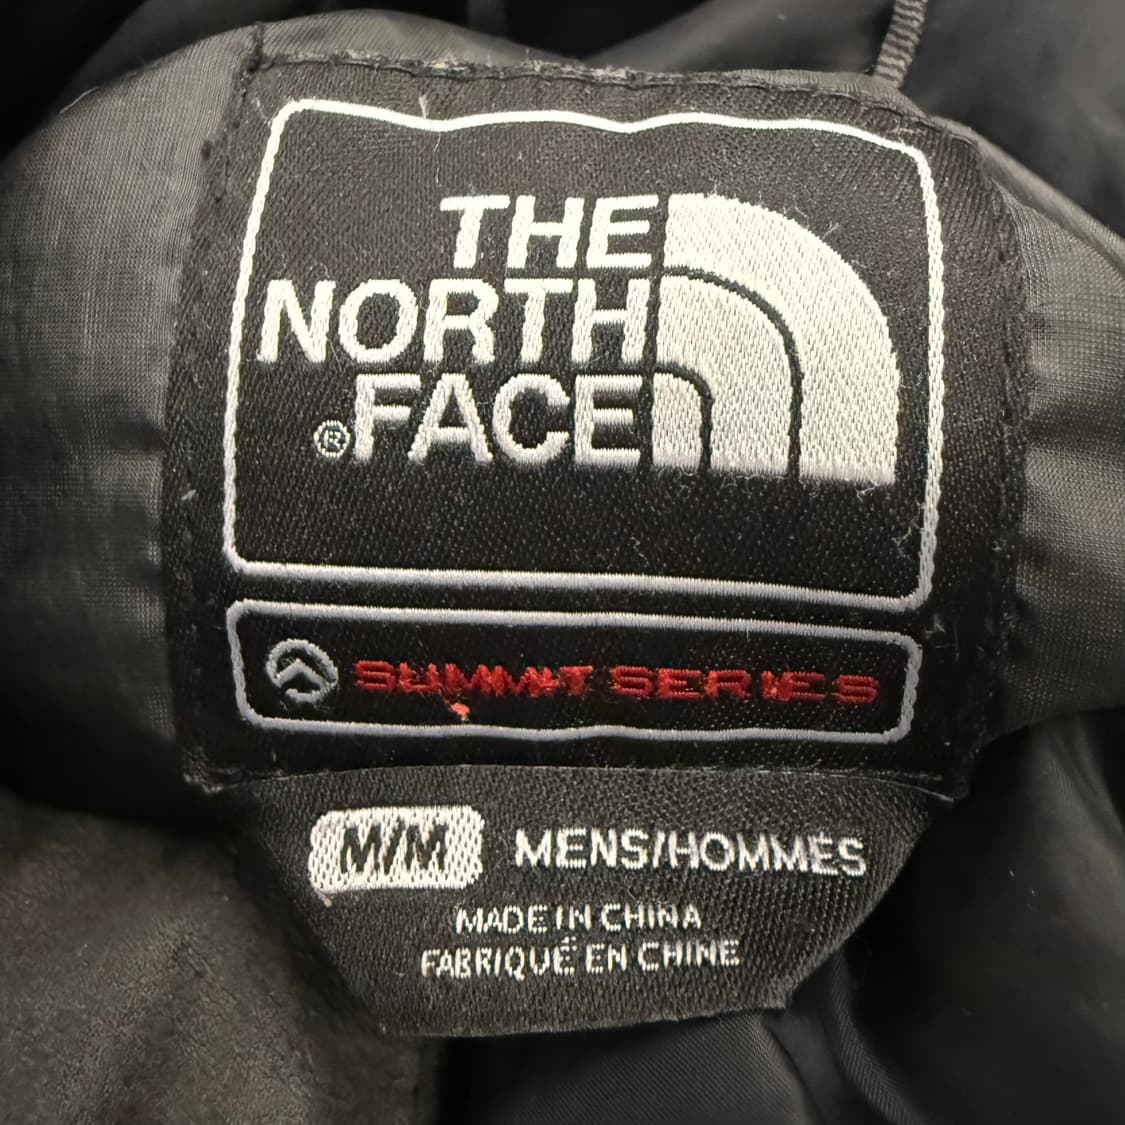 THE
NORTH
®FACE
SUMMIT SERIES
M/M MENS/HOMMES
MADE IN CHINA
FABRIQUÉ EN CHINE